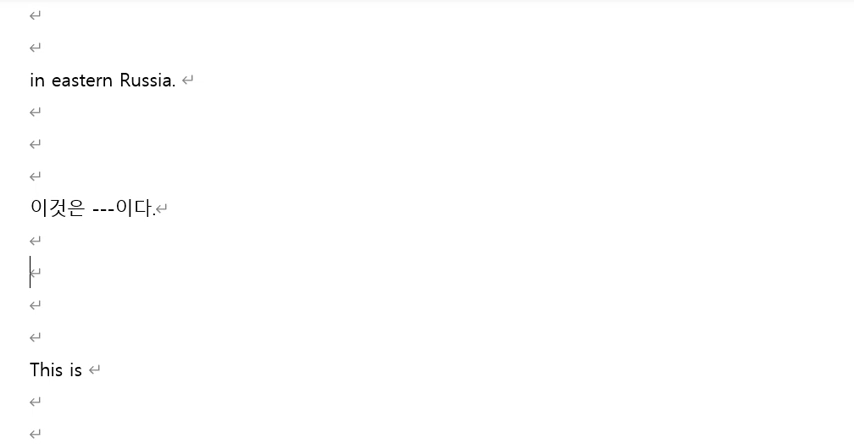 in eastern Russia.
이것은 ---이다.
This is